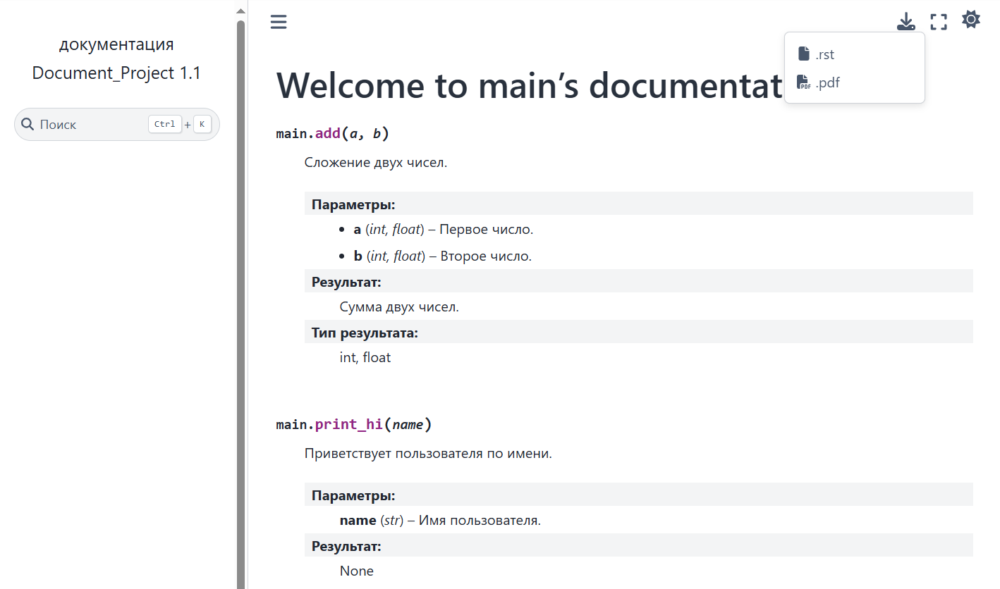 документация
Document_Project 1.1
Поиск Ctrl + K
.rst
.pdf
Welcome to main’s documentat
main.add(a, b)
Сложение двух чисел.
Параметры:
• a (int, float) – Первое число.
• b (int, float) – Второе число.
Результат:
Сумма двух чисел.
Тип результата:
int, float
main.print_hi(name)
Приветствует пользователя по имени.
Параметры:
name (str) – Имя пользователя.
Результат:
None